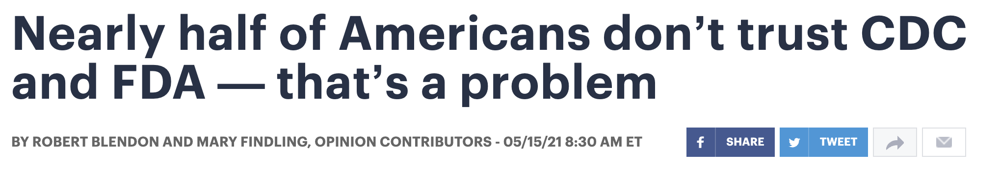 Nearly half of Americans don’t trust CDC
and FDA — that’s a problem
BY ROBERT BLENDON AND MARY FINDLING, OPINION CONTRIBUTORS - 05/15/21 8:30 AM ET
SHARE
TWEET